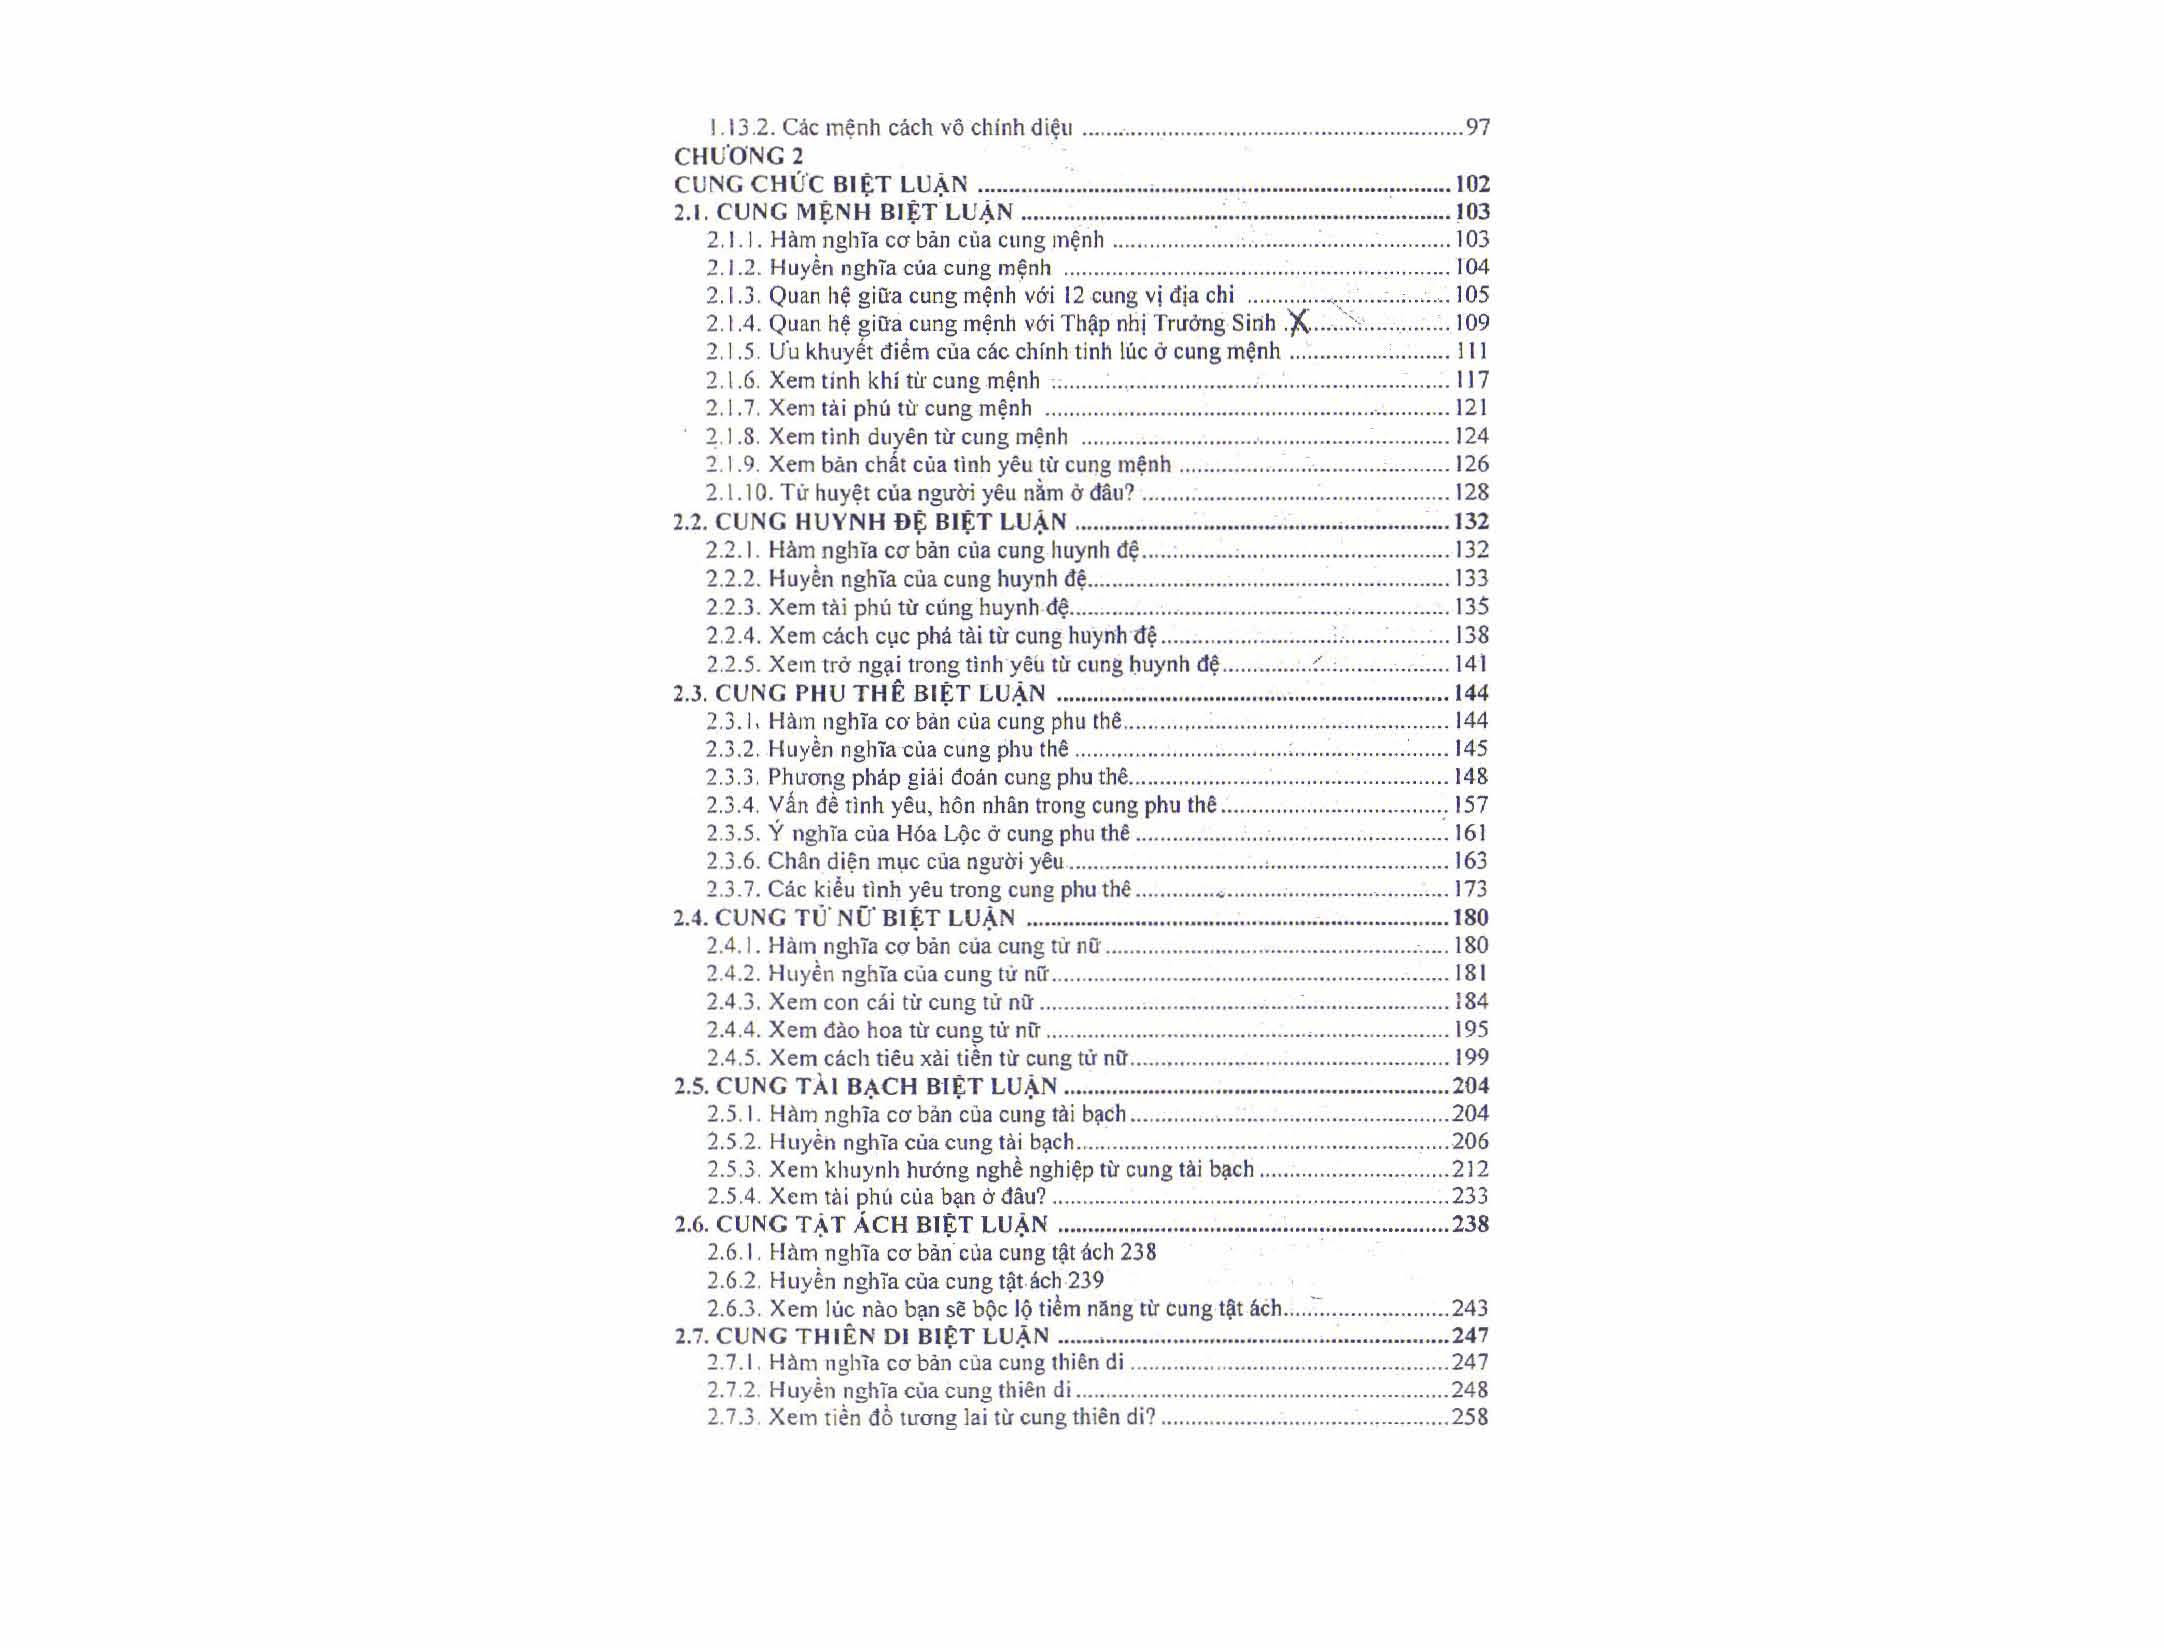 1.13.2. Các mệnh cách vô chính diệu ........ 97
CHƯƠNG 2
CUNG CHỨC BIỆT LUẬN ........ 102
2.1. CUNG MỆNH BIỆT LUẬN ........ 103
2.1.1. Hàm nghĩa cơ bản của cung mệnh ........ 103
2.1.2. Huyền nghĩa của cung mệnh ........ 104
2.1.3. Quan hệ giữa cung mệnh với 12 cung vị địa chi ........ 105
2.1.4. Quan hệ giữa cung mệnh với Thập nhị Trưởng Sinh .X........ 109
2.1.5. Ưu khuyết điểm của các chính tinh lúc ở cung mệnh ........ 111
2.1.6. Xem tính khí từ cung mệnh ........ 117
2.1.7. Xem tài phú từ cung mệnh ........ 121
2.1.8. Xem tình duyên từ cung mệnh ........ 124
2.1.9. Xem bản chất của tình yêu từ cung mệnh ........ 126
2.1.10. Tử huyệt của người yêu nằm ở đâu? ........ 128
2.2. CUNG HUYNH ĐỆ BIỆT LUẬN ........ 132
2.2.1. Hàm nghĩa cơ bản của cung huynh đệ ........ 132
2.2.2. Huyền nghĩa của cung huynh đệ ........ 133
2.2.3. Xem tài phú từ cung huynh đệ ........ 135
2.2.4. Xem cách cục phá tài từ cung huynh đệ ........ 138
2.2.5. Xem trở ngại trong tình yêu từ cung huynh đệ ........ 141
2.3. CUNG PHU THÊ BIỆT LUẬN ........ 144
2.3.1. Hàm nghĩa cơ bản của cung phu thê ........ 144
2.3.2. Huyền nghĩa của cung phu thê ........ 145
2.3.3. Phương pháp giải đoán cung phu thê ........ 148
2.3.4. Vấn đề tình yêu, hôn nhân trong cung phu thê ........ 157
2.3.5. Ý nghĩa của Hóa Lộc ở cung phu thê ........ 161
2.3.6. Chân diện mục của người yêu ........ 163
2.3.7. Các kiểu tình yêu trong cung phu thê ........ 173
2.4. CUNG TỬ NỮ BIỆT LUẬN ........ 180
2.4.1. Hàm nghĩa cơ bản của cung tử nữ ........ 180
2.4.2. Huyền nghĩa của cung tử nữ ........ 181
2.4.3. Xem con cái từ cung tử nữ ........ 184
2.4.4. Xem đào hoa từ cung tử nữ ........ 195
2.4.5. Xem cách tiêu xài tiền từ cung tử nữ ........ 199
2.5. CUNG TÀI BẠCH BIỆT LUẬN ........ 204
2.5.1. Hàm nghĩa cơ bản của cung tài bạch ........ 204
2.5.2. Huyền nghĩa của cung tài bạch ........ 206
2.5.3. Xem khuynh hướng nghề nghiệp từ cung tài bạch ........ 212
2.5.4. Xem tài phú của bạn ở đâu? ........ 233
2.6. CUNG TẬT ÁCH BIỆT LUẬN ........ 238
2.6.1. Hàm nghĩa cơ bản của cung tật ách 238
2.6.2. Huyền nghĩa của cung tật ách 239
2.6.3. Xem lúc nào bạn sẽ bộc lộ tiềm năng từ cung tật ách ........ 243
2.7. CUNG THIÊN DI BIỆT LUẬN ........ 247
2.7.1. Hàm nghĩa cơ bản của cung thiên di ........ 247
2.7.2. Huyền nghĩa của cung thiên di ........ 248
2.7.3. Xem tiền đồ tương lai từ cung thiên di? ........ 258